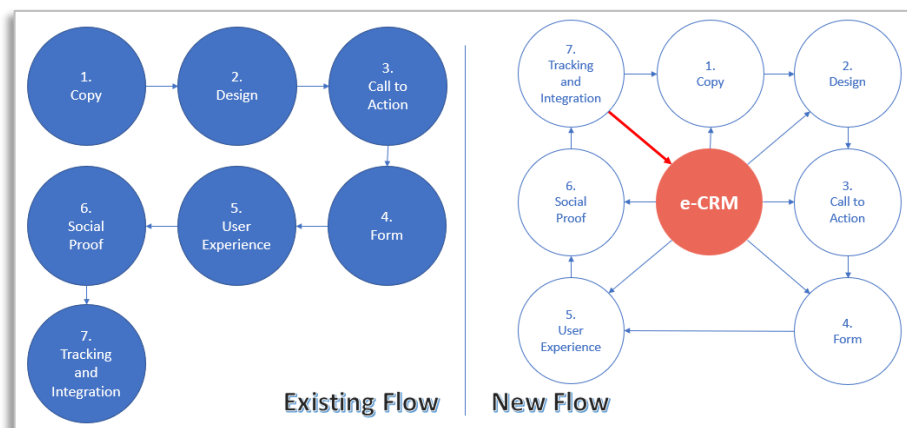 1.
Copy
2.
Design
3.
Call to
Action
6.
Social
Proof
5.
User
Experience
4.
Form
7.
Tracking
and
Integration
Existing Flow
7.
Tracking
and
Integration
1.
Copy
2.
Design
6.
Social
Proof
e-CRM
3.
Call to
Action
5.
User
Experience
4.
Form
New Flow